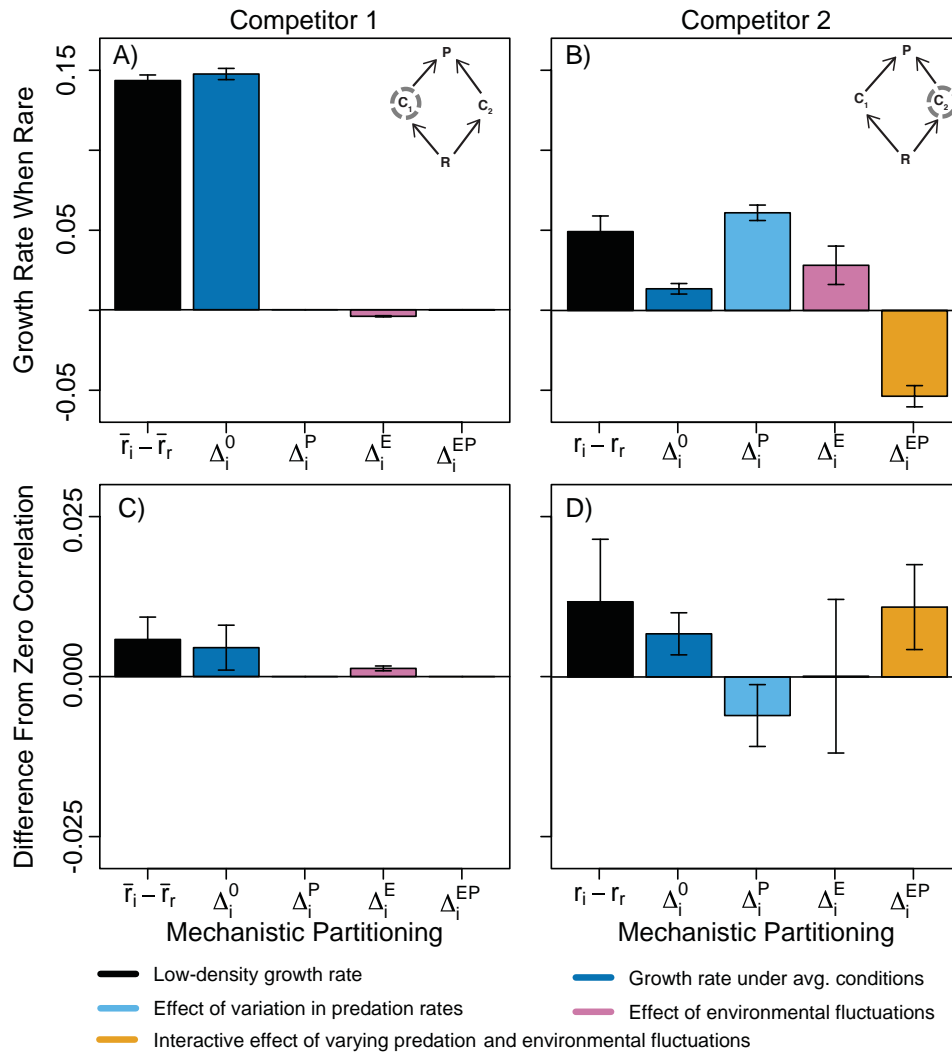 Competitor 1
Competitor 2
A)
P
C₁
C₂
R
B)
P
C₁
C₂
R
Growth Rate When Rare
0.15
0.05
-0.05
r̄ᵢ – r̄ᵣ
Δᵢ⁰
Δᵢᴾ
Δᵢᴱ
Δᵢᴱᴾ
rᵢ – rᵣ
Δᵢ⁰
Δᵢᴾ
Δᵢᴱ
Δᵢᴱᴾ
C)
D)
Difference From Zero Correlation
0.025
0.000
-0.025
r̄ᵢ – r̄ᵣ
Δᵢ⁰
Δᵢᴾ
Δᵢᴱ
Δᵢᴱᴾ
rᵢ – rᵣ
Δᵢ⁰
Δᵢᴾ
Δᵢᴱ
Δᵢᴱᴾ
Mechanistic Partitioning
Mechanistic Partitioning
Low-density growth rate
Growth rate under avg. conditions
Effect of variation in predation rates
Effect of environmental fluctuations
Interactive effect of varying predation and environmental fluctuations